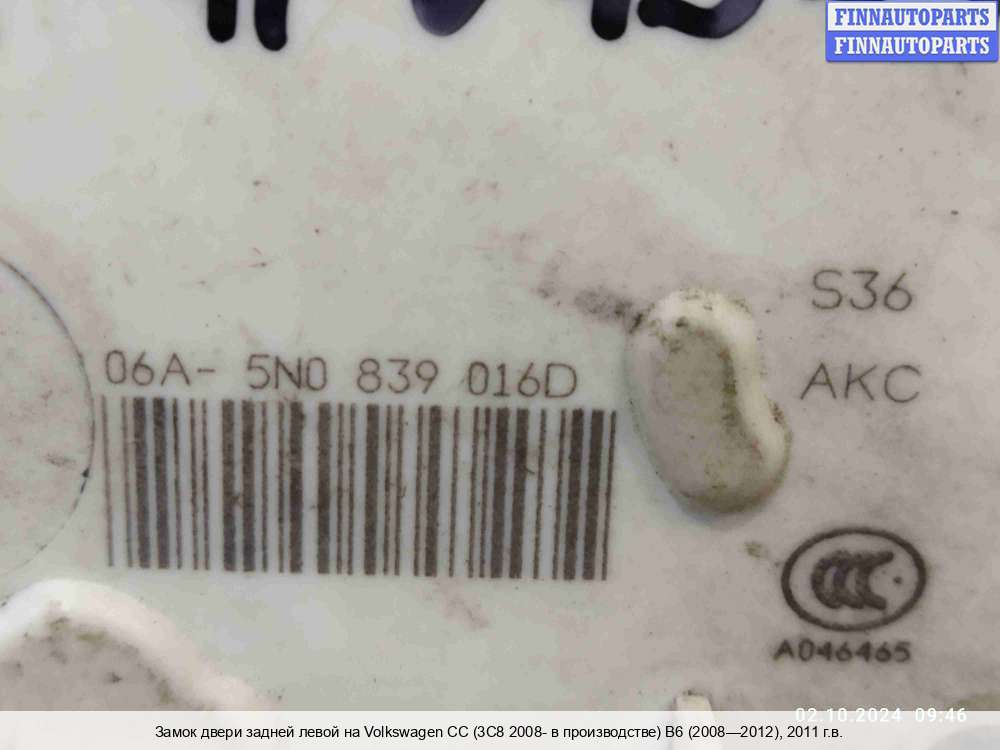 FINNAUTOPARTS
FINNAUTOPARTS
S36
06A- 5N0 839 016D
AKC
CCC
A046465
02.10.2024 09:46
Замок двери задней левой на Volkswagen CC (3C8 2008- в производстве) B6 (2008—2012), 2011 г.в.